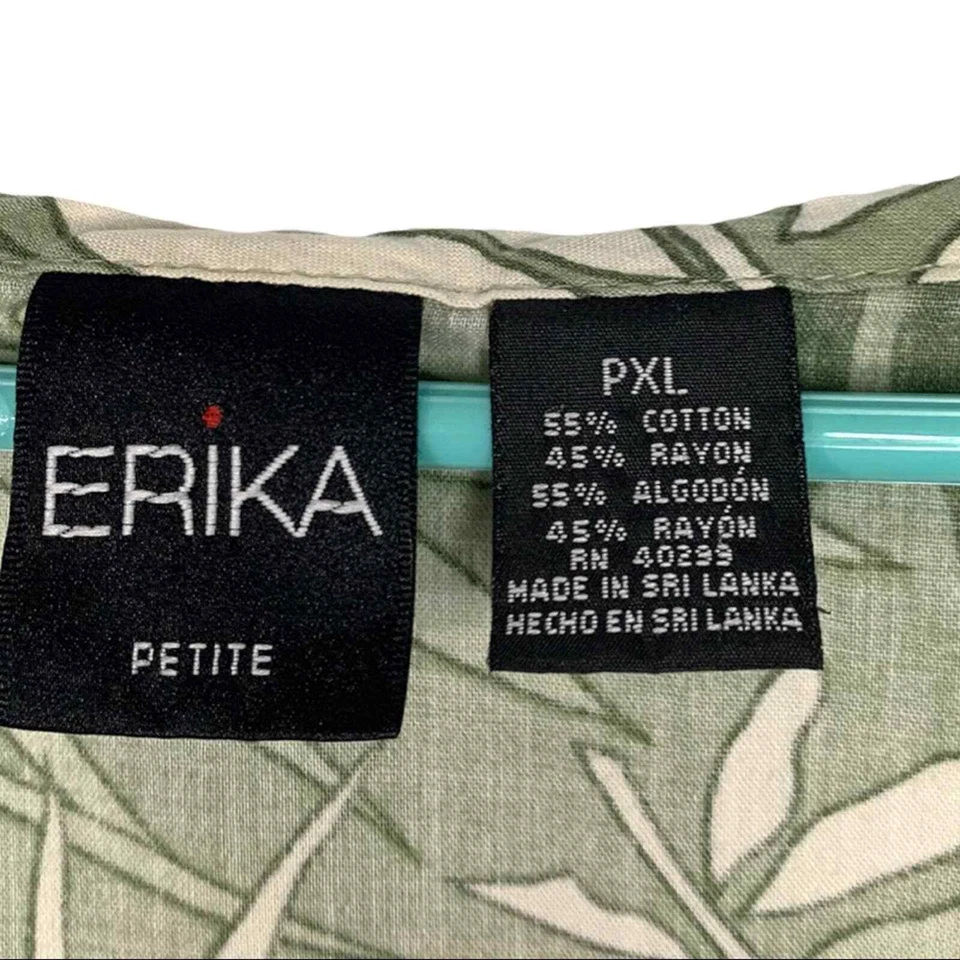 ERiKA
PETITE
PXL
55% COTTON
45% RAYON
55% ALGODÓN
45% RAYÓN
RN 40299
MADE IN SRI LANKA
HECHO EN SRI LANKA